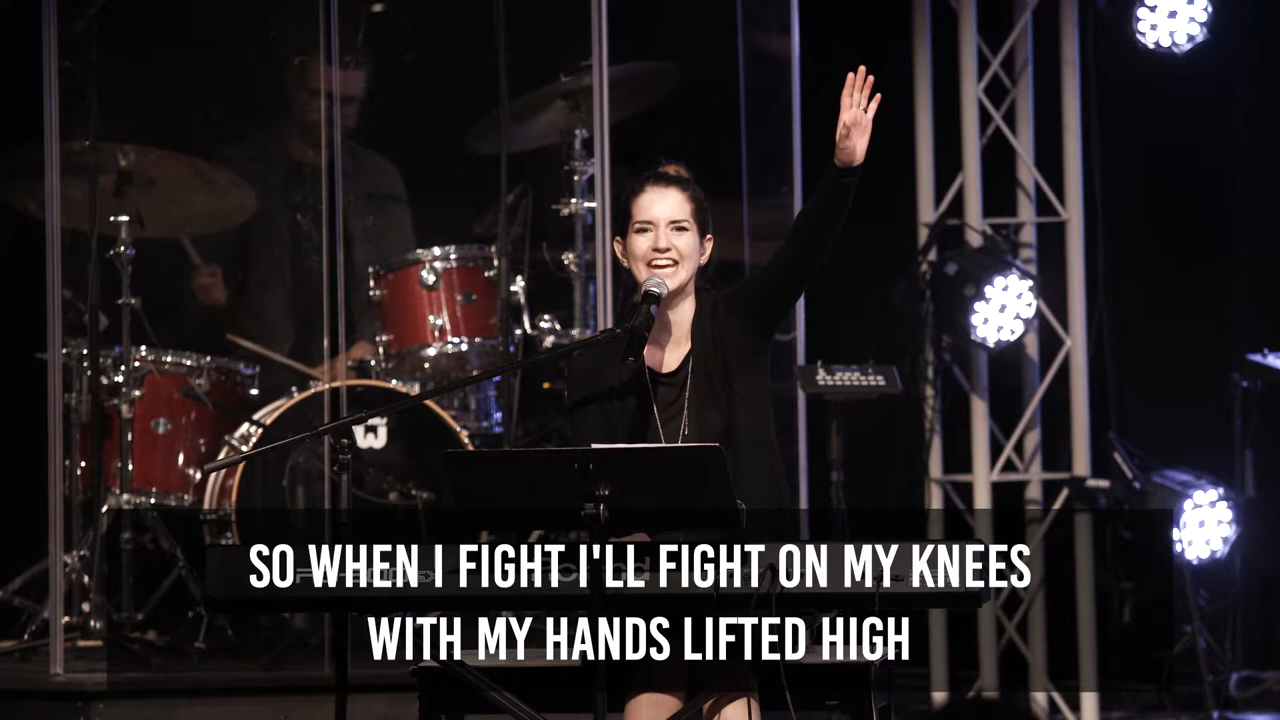 SO WHEN I FIGHT I'LL FIGHT ON MY KNEES
WITH MY HANDS LIFTED HIGH